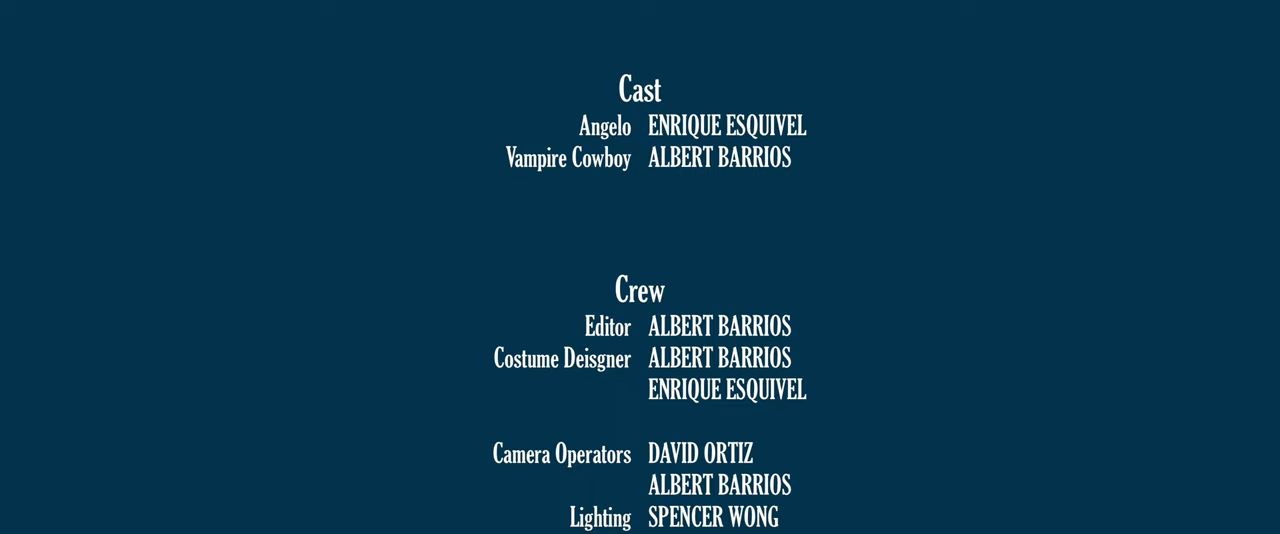 Cast
Angelo ENRIQUE ESQUIVEL
Vampire Cowboy ALBERT BARRIOS
Crew
Editor ALBERT BARRIOS
Costume Deisgner ALBERT BARRIOS
ENRIQUE ESQUIVEL
Camera Operators DAVID ORTIZ
ALBERT BARRIOS
Lighting SPENCER WONG